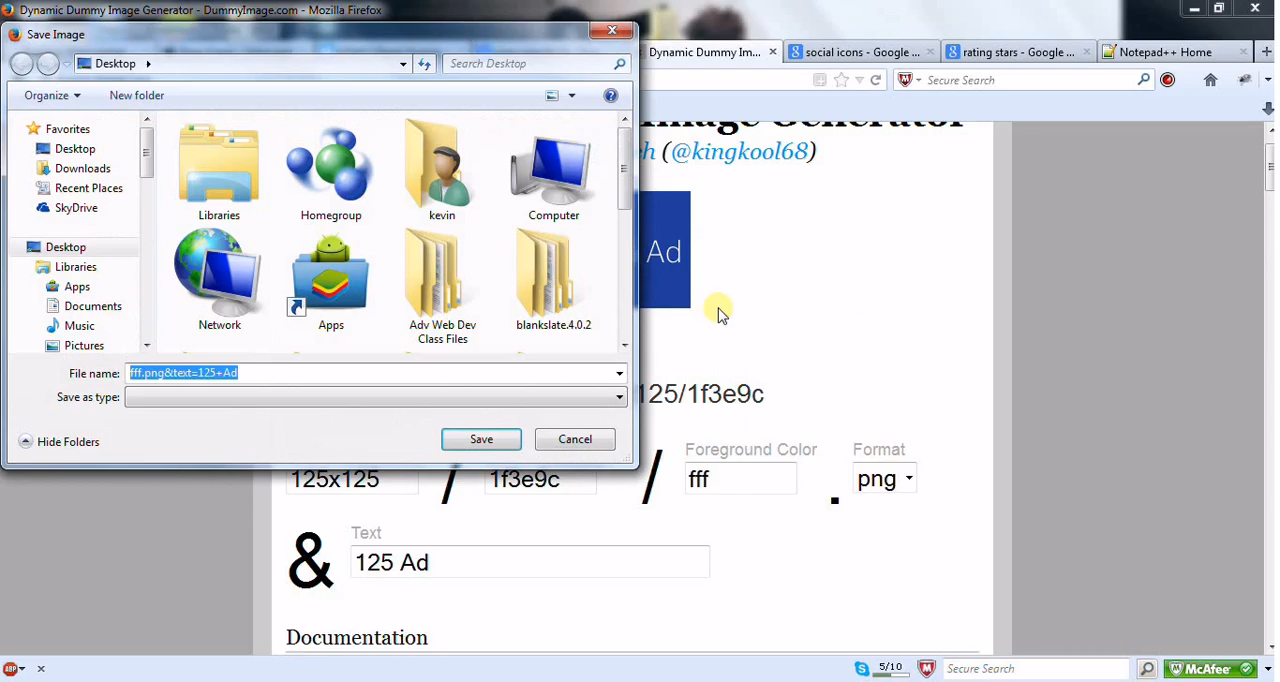 Dynamic Dummy Image Generator - DummyImage.com - Mozilla Firefox
Save Image
Desktop
Search Desktop
Dynamic Dummy Im...
social icons - Google ...
rating stars - Google ...
Notepad++ Home
Secure Search
Organize
New folder
Favorites
Desktop
Downloads
Recent Places
SkyDrive
Desktop
Libraries
Apps
Documents
Music
Pictures
Libraries
Homegroup
kevin
Computer
Network
Apps
Adv Web Dev
Class Files
blankslate.4.0.2
File name:
fff.png&text=125+Ad
Save as type:
Hide Folders
Save
Cancel
Image Generator
(@kingkool68)
Ad
125/1f3e9c
Foreground Color
Format
125x125
/
1f3e9c
/
fff
.
png
Text
&
125 Ad
Documentation
ABP
5/10
Secure Search
McAfee